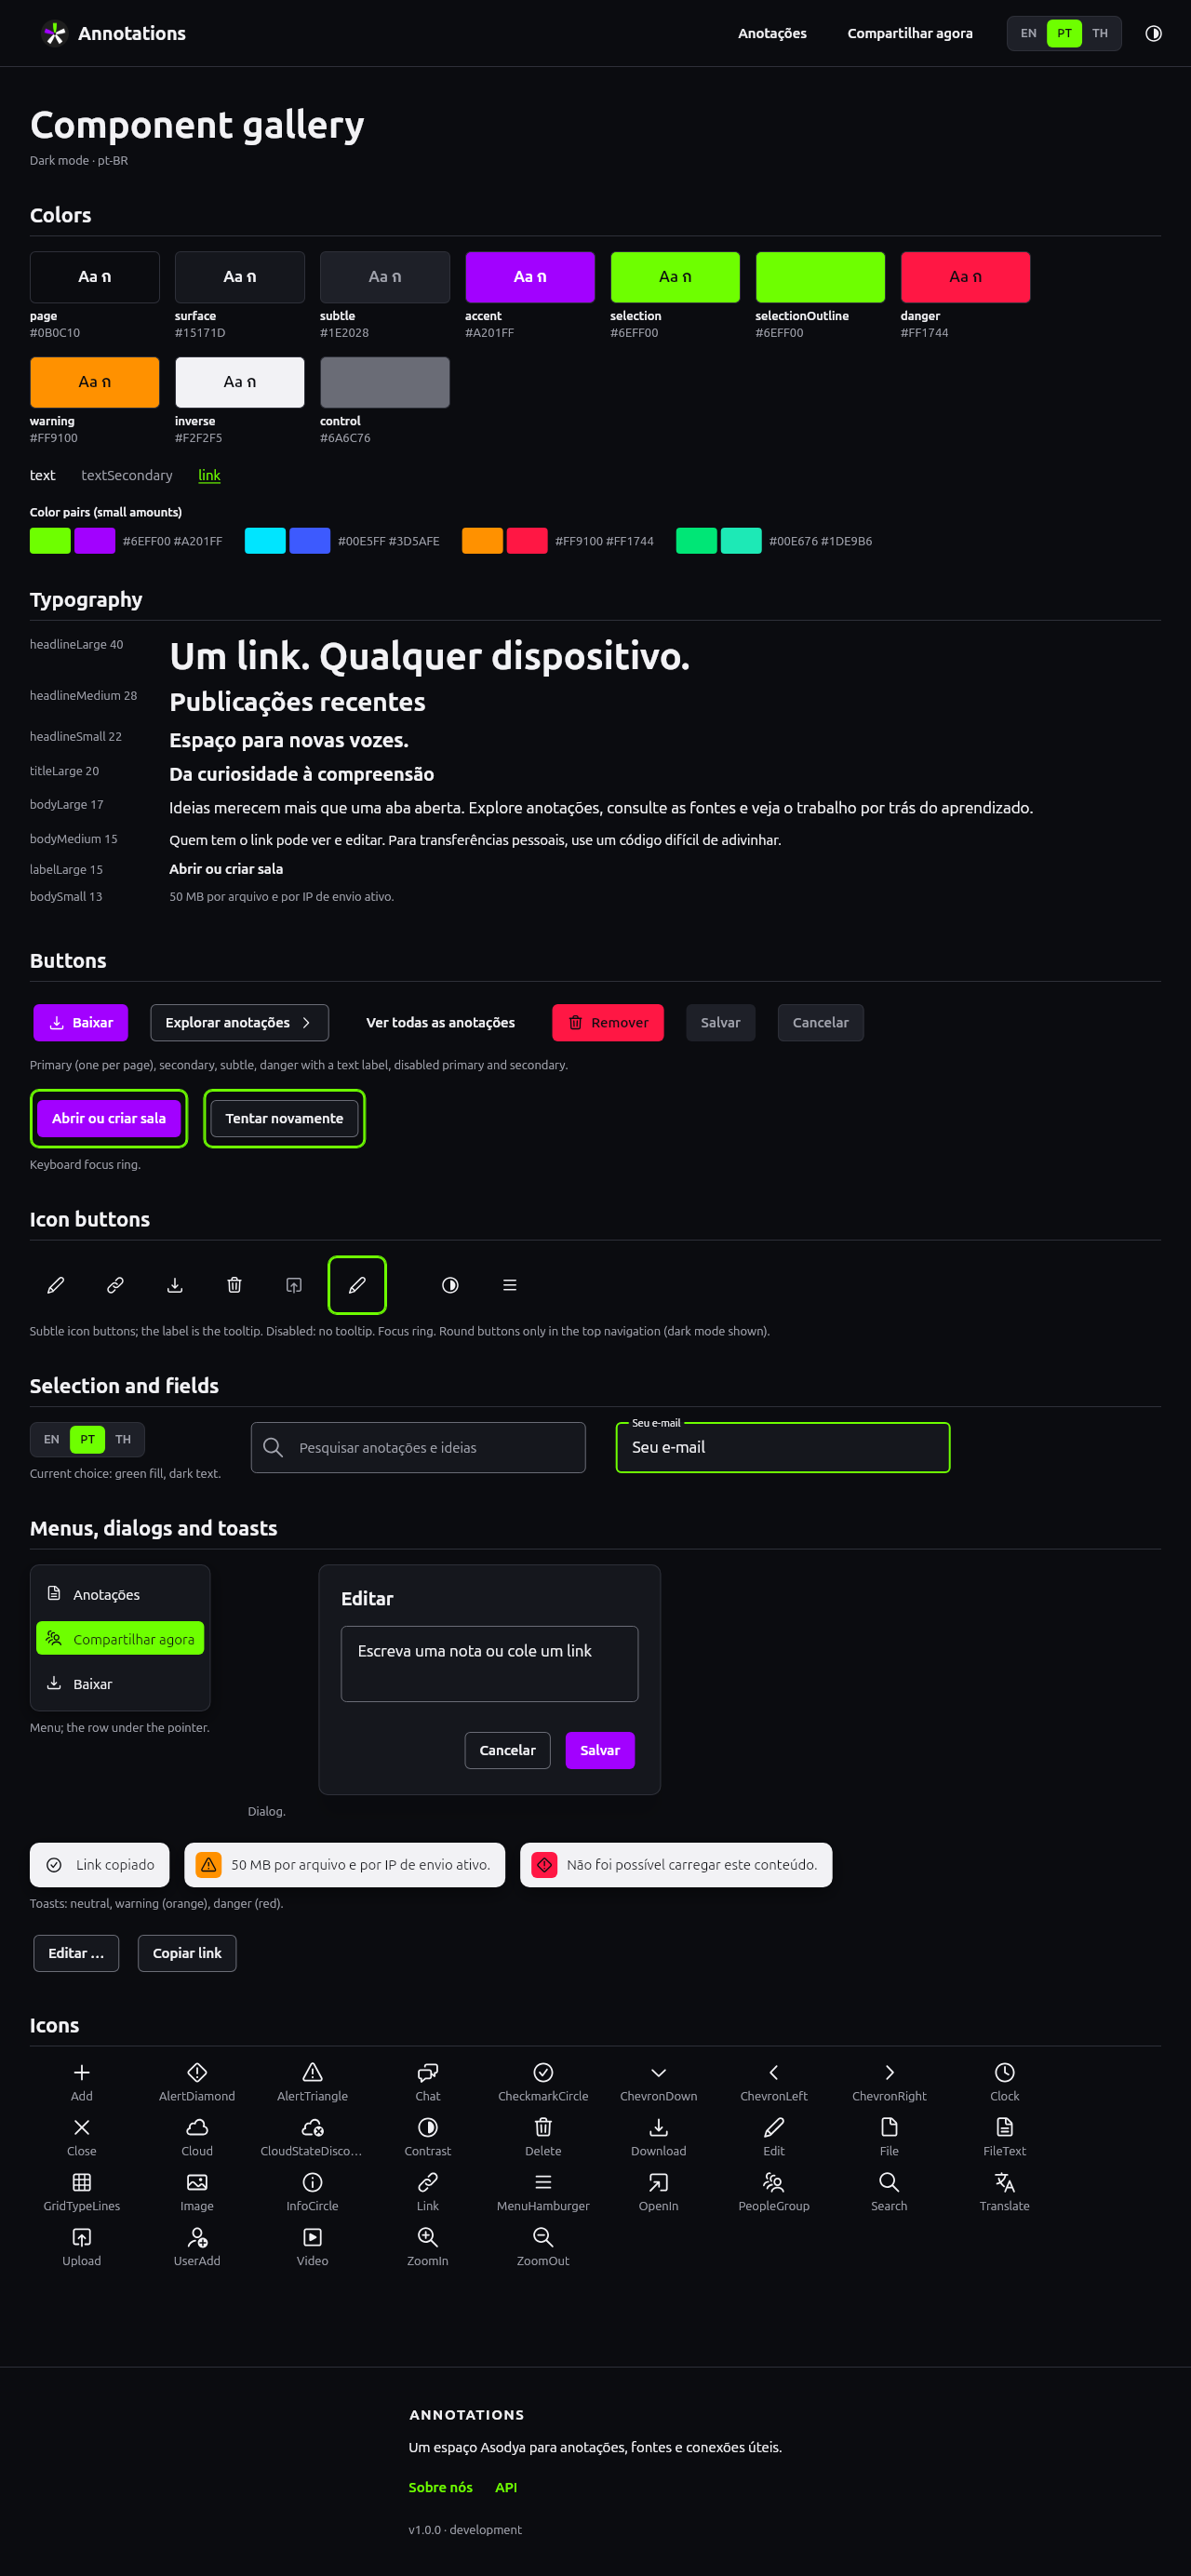 Annotations
Anotações Compartilhar agora EN PT TH
Component gallery
Dark mode · pt-BR
Colors
Aa ก Aa ก Aa ก Aa ก Aa ก Aa ก
page surface subtle accent selection selectionOutline danger
#0B0C10 #15171D #1E2028 #A201FF #6EFF00 #6EFF00 #FF1744
Aa ก Aa ก
warning inverse control
#FF9100 #F2F2F5 #6A6C76
text textSecondary link
Color pairs (small amounts)
#6EFF00 #A201FF #00E5FF #3D5AFE #FF9100 #FF1744 #00E676 #1DE9B6
Typography
headlineLarge 40 Um link. Qualquer dispositivo.
headlineMedium 28 Publicações recentes
headlineSmall 22 Espaço para novas vozes.
titleLarge 20 Da curiosidade à compreensão
bodyLarge 17 Ideias merecem mais que uma aba aberta. Explore anotações, consulte as fontes e veja o trabalho por trás do aprendizado.
bodyMedium 15 Quem tem o link pode ver e editar. Para transferências pessoais, use um código difícil de adivinhar.
labelLarge 15 Abrir ou criar sala
bodySmall 13 50 MB por arquivo e por IP de envio ativo.
Buttons
Baixar Explorar anotações Ver todas as anotações Remover Salvar Cancelar
Primary (one per page), secondary, subtle, danger with a text label, disabled primary and secondary.
Abrir ou criar sala Tentar novamente
Keyboard focus ring.
Icon buttons
Subtle icon buttons; the label is the tooltip. Disabled: no tooltip. Focus ring. Round buttons only in the top navigation (dark mode shown).
Selection and fields
EN PT TH Pesquisar anotações e ideias Seu e-mail
Seu e-mail
Current choice: green fill, dark text.
Menus, dialogs and toasts
Anotações
Compartilhar agora
Baixar
Menu; the row under the pointer.
Editar
Escreva uma nota ou cole um link
Cancelar Salvar
Dialog.
Link copiado 50 MB por arquivo e por IP de envio ativo. Não foi possível carregar este conteúdo.
Toasts: neutral, warning (orange), danger (red).
Editar … Copiar link
Icons
Add AlertDiamond AlertTriangle Chat CheckmarkCircle ChevronDown ChevronLeft ChevronRight Clock
Close Cloud CloudStateDisco… Contrast Delete Download Edit File FileText
GridTypeLines Image InfoCircle Link MenuHamburger OpenIn PeopleGroup Search Translate
Upload UserAdd Video ZoomIn ZoomOut
ANNOTATIONS
Um espaço Asodya para anotações, fontes e conexões úteis.
Sobre nós API
v1.0.0 · development